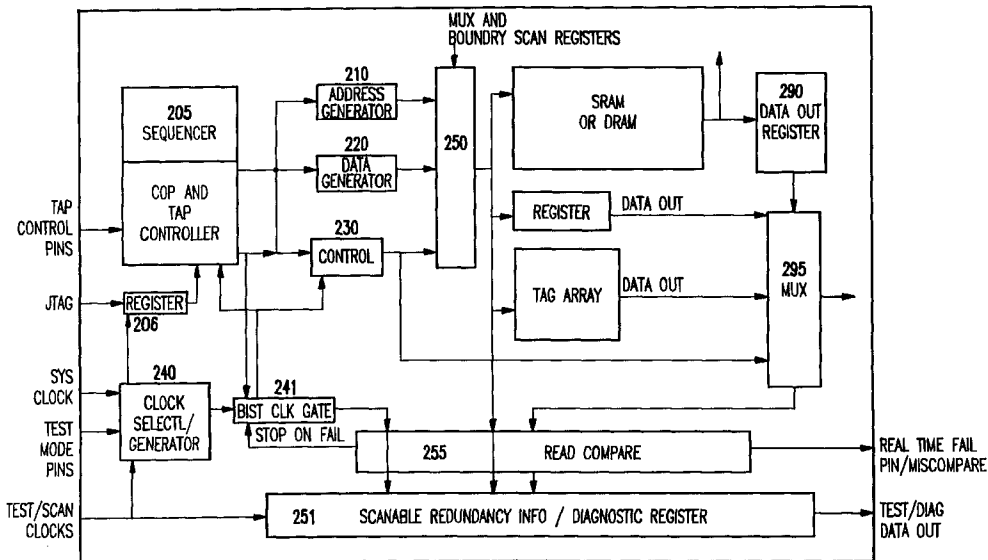 MUX AND
BOUNDRY SCAN REGISTERS
205
SEQUENCER
COP AND
TAP
CONTROLLER
210
ADDRESS
GENERATOR
220
DATA
GENERATOR
230
CONTROL
250
SRAM
OR DRAM
290
DATA OUT
REGISTER
REGISTER
DATA OUT
TAG ARRAY
DATA OUT
295
MUX
TAP
CONTROL
PINS
JTAG
REGISTER
206
SYS
CLOCK
TEST
MODE
PINS
240
CLOCK
SELECTL/
GENERATOR
241
BIST CLK GATE
STOP ON FAIL
255 READ COMPARE
REAL TIME FAIL
PIN/MISCOMPARE
TEST/SCAN
CLOCKS
251 SCANABLE REDUNDANCY INFO / DIAGNOSTIC REGISTER
TEST/DIAG
DATA OUT